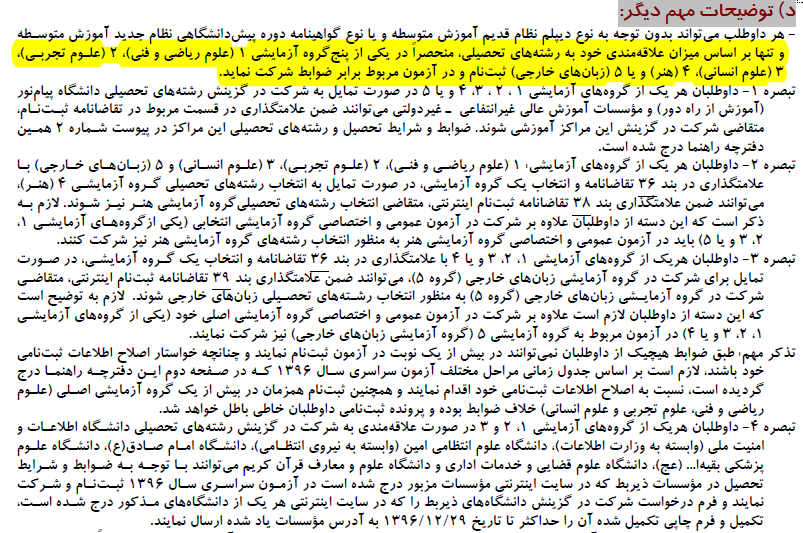 د) توضیحات مهم دیگر:
- هر داوطلب می‌تواند بدون توجه به نوع دیپلم نظام قدیم آموزش متوسطه و یا نوع گواهینامه دوره پیش‌دانشگاهی نظام جدید آموزش متوسطه
و تنها بر اساس میزان علاقه‌مندی خود به رشته‌های تحصیلی، منحصراً در یکی از پنج‌گروه آزمایشی ۱ (علوم ریاضی و فنی)، ۲ (علوم تجربی)،
۳ (علوم انسانی)، ۴ (هنر) و یا ۵ (زبان‌های خارجی) ثبت‌نام و در آزمون مربوط برابر ضوابط شرکت نماید.
تبصره ۱- داوطلبان هر یک از گروه‌های آزمایشی ۱ ، ۲ ، ۳، ۴ و یا ۵ در صورت تمایل به شرکت در گزینش رشته‌های تحصیلی دانشگاه پیام‌نور
(آموزش از راه دور) و مؤسسات آموزش عالی غیرانتفاعی ـ غیردولتی می‌توانند ضمن علامتگذاری در قسمت مربوط در تقاضانامه ثبت‌نام،
متقاضی شرکت در گزینش این مراکز آموزشی شوند. ضوابط و شرایط تحصیل و رشته‌های تحصیلی این مراکز در پیوست شماره ۲ همین
دفترچه راهنما درج شده است.
تبصره ۲- داوطلبان هر یک از گروه‌های آزمایشی: ۱ (علوم ریاضی و فنی)، ۲ (علوم تجربی)، ۳ (علوم انسانی) و ۵ (زبان‌های خارجی) با
علامتگذاری در بند ۳۶ تقاضانامه و انتخاب یک گروه آزمایشی، در صورت تمایل به انتخاب رشته‌های تحصیلی گروه آزمایشی ۴ (هنر)،
می‌توانند ضمن علامتگذاری بند ۳۸ تقاضانامه ثبت‌نام اینترنتی، متقاضی انتخاب رشته‌های تحصیلی‌گروه آزمایشی هنر نیز شوند. لازم به
ذکر است که این دسته از داوطلبان علاوه بر شرکت در آزمون عمومی و اختصاصی گروه آزمایشی انتخابی (یکی ازگروه‌های آزمایشی ۱،
۲، ۳ و یا ۵) باید در آزمون عمومی و اختصاصی گروه آزمایشی هنر به منظور انتخاب رشته‌های گروه آزمایشی هنر نیز شرکت کنند.
تبصره ۳- داوطلبان هریک از گروه‌های آزمایشی ۱، ۲، ۳ و یا ۴ با علامتگذاری در بند ۳۶ تقاضانامه و انتخاب یک گروه آزمایشی، در صورت
تمایل برای شرکت در گروه آزمایشی زبان‌های خارجی (گروه ۵)، می‌توانند ضمن علامتگذاری بند ۳۹ تقاضانامه ثبت‌نام اینترنتی، متقاضی
شرکت در گروه آزمایشی زبان‌های خارجی (گروه ۵) به منظور انتخاب رشته‌های تحصیلی زبان‌های خارجی شوند. لازم به توضیح است
که این دسته از داوطلبان لازم است علاوه بر شرکت در آزمون عمومی و اختصاصی گروه آزمایشی اصلی خود (یکی از گروه‌های آزمایشی
۱، ۲، ۳ و یا ۴) در آزمون مربوط به گروه آزمایشی ۵ (گروه آزمایشی زبان‌های خارجی) نیز شرکت نمایند.
تذکر مهم: طبق ضوابط هیچیک از داوطلبان نمی‌توانند در بیش از یک نوبت در آزمون ثبت‌نام نمایند و چنانچه خواستار اصلاح اطلاعات ثبت‌نامی
خود باشند، لازم است بر اساس جدول زمانی مراحل مختلف آزمون سراسری سال ۱۳۹۶ که در صفحه دوم این دفترچه راهنما درج
گردیده است، نسبت به اصلاح اطلاعات ثبت‌نامی خود اقدام نمایند و همچنین ثبت‌نام همزمان در بیش از یک گروه آزمایشی اصلی (علوم
ریاضی و فنی، علوم تجربی و علوم انسانی) خلاف ضوابط بوده و پرونده ثبت‌نامی داوطلبان خاطی باطل خواهد شد.
تبصره ۴- داوطلبان هریک از گروه‌های آزمایشی ۱، ۲ و ۳ در صورت علاقه‌مندی به شرکت در گزینش رشته‌های تحصیلی دانشگاه اطلاعات و
امنیت ملی (وابسته به وزارت اطلاعات)، دانشگاه علوم انتظامی امین (وابسته به نیروی انتظامی)، دانشگاه امام صادق(ع)، دانشگاه علوم
پزشکی بقیه‌ا... (عج)، دانشگاه علوم قضایی و خدمات اداری و دانشگاه علوم و معارف قرآن کریم می‌توانند با توجه به ضوابط و شرایط
تحصیل در مؤسسات ذیربط که در سایت اینترنتی مؤسسات مزبور درج شده است در آزمون سراسری سال ۱۳۹۶ ثبت‌نام و شرکت
نمایند و فرم درخواست شرکت در گزینش دانشگاه‌های ذیربط را که در سایت اینترنتی هر یک از دانشگاه‌های مذکور درج شده است،
تکمیل و فرم چاپی تکمیل شده آن را حداکثر تا تاریخ ۱۳۹۶/۱۲/۲۹ به آدرس مؤسسات یاد شده ارسال نمایند.